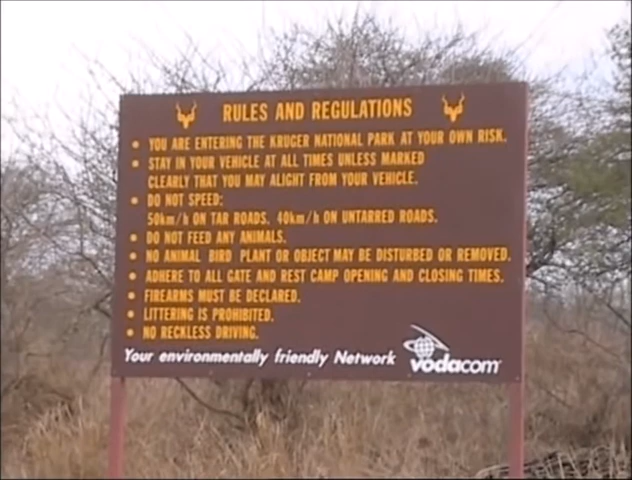 RULES AND REGULATIONS
• YOU ARE ENTERING THE KRUGER NATIONAL PARK AT YOUR OWN RISK.
• STAY IN YOUR VEHICLE AT ALL TIMES UNLESS MARKED
CLEARLY THAT YOU MAY ALIGHT FROM YOUR VEHICLE.
• DO NOT SPEED:
50km/h ON TAR ROADS. 40km/h ON UNTARRED ROADS.
• DO NOT FEED ANY ANIMALS.
• NO ANIMAL BIRD PLANT OR OBJECT MAY BE DISTURBED OR REMOVED.
• ADHERE TO ALL GATE AND REST CAMP OPENING AND CLOSING TIMES.
• FIREARMS MUST BE DECLARED.
• LITTERING IS PROHIBITED.
• NO RECKLESS DRIVING.
Your environmentally friendly Network vodacom